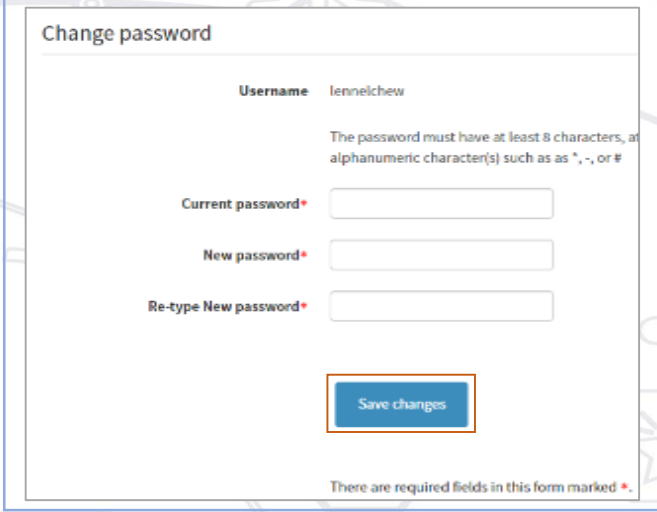 Change password
Username lennelchew
The password must have at least 8 characters, at
alphanumeric character(s) such as as *, -, or #
Current password*
New password*
Re-type New password*
Save changes
There are required fields in this form marked *.